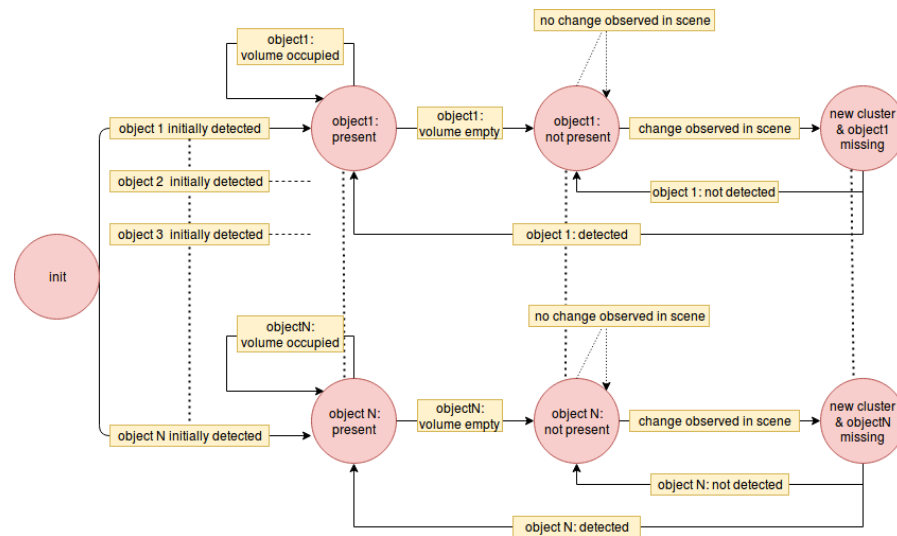 no change observed in scene
object1:
volume occupied
object1:
present
object1:
volume empty
object1:
not present
change observed in scene
new cluster
& object1
missing
object 1 initially detected
object 2 initially detected
object 1: not detected
object 3 initially detected
object 1: detected
init
no change observed in scene
objectN:
volume occupied
object N:
present
objectN:
volume empty
object N:
not present
change observed in scene
new cluster
& objectN
missing
object N initially detected
object N: not detected
object N: detected